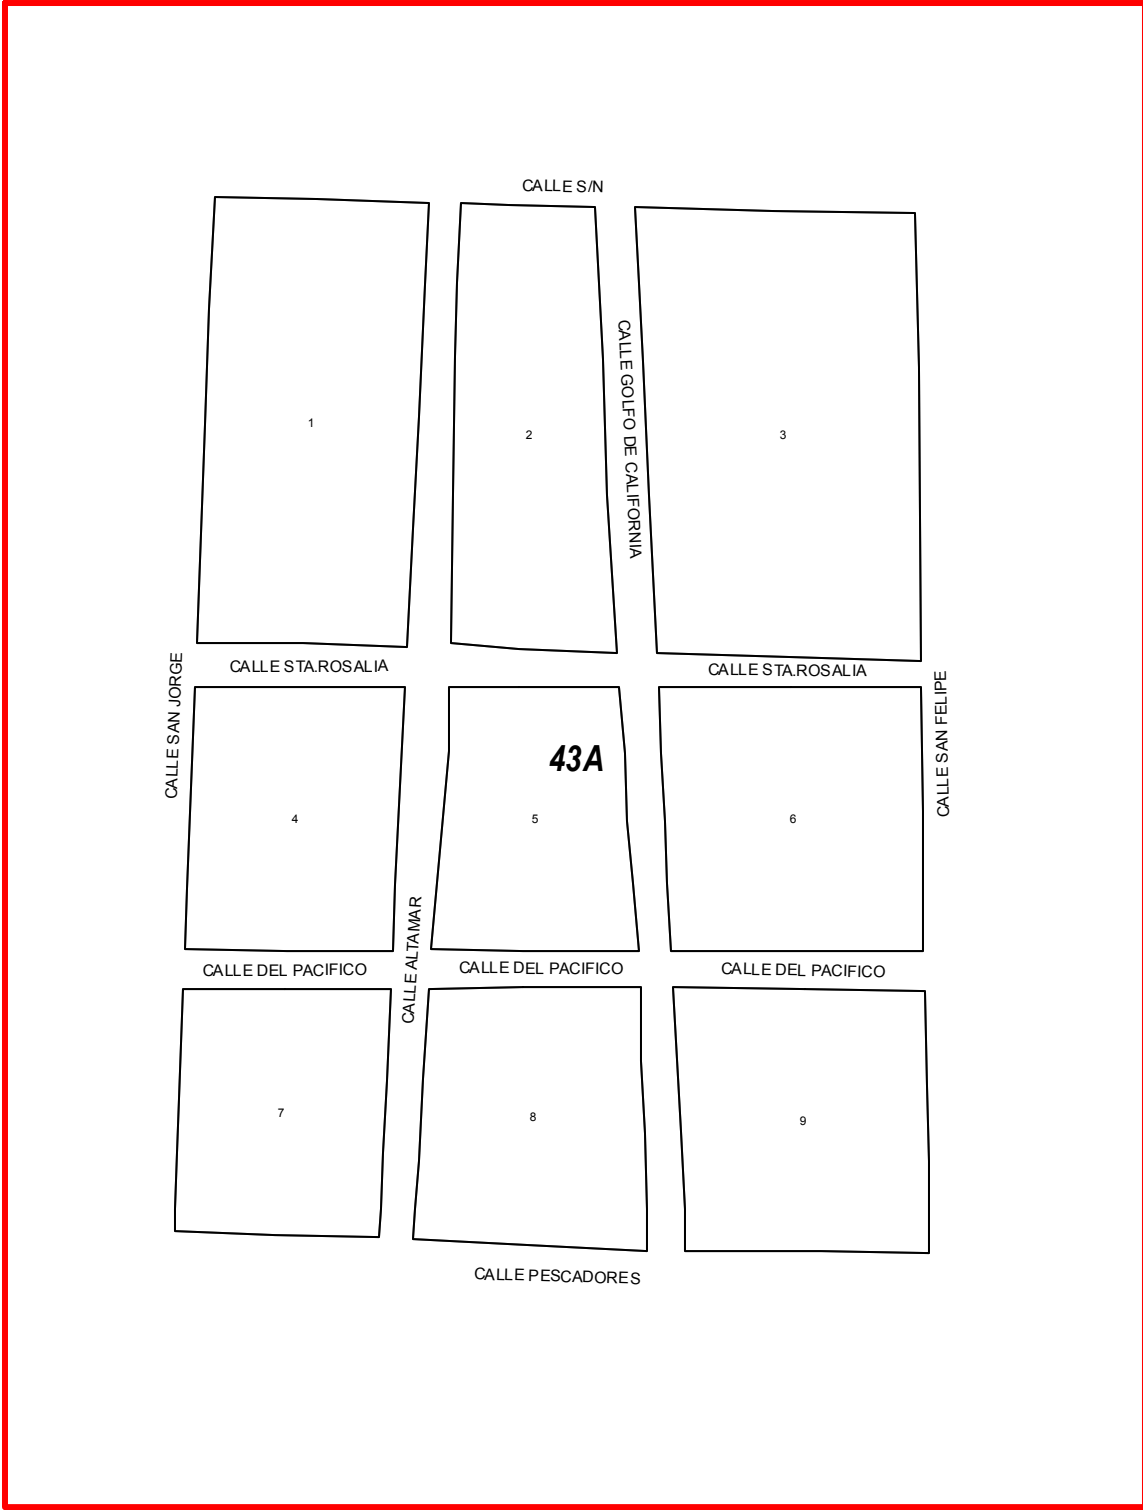 CALLE S/N
CALLE GOLFO DE CALIFORNIA
1
2
3
CALLE SAN JORGE
CALLE STA.ROSALIA
CALLE STA.ROSALIA
CALLE SAN FELIPE
43A
4
5
6
CALLE ALTAMAR
CALLE DEL PACIFICO
CALLE DEL PACIFICO
CALLE DEL PACIFICO
7
8
9
CALLE PESCADORES